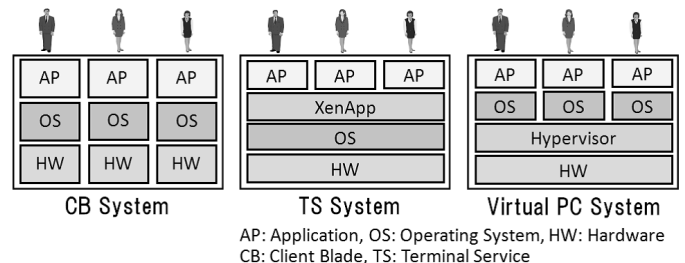 AP AP AP
OS OS OS
HW HW HW
CB System
AP AP AP
XenApp
OS
HW
TS System
AP AP AP
OS OS OS
Hypervisor
HW
Virtual PC System
AP: Application, OS: Operating System, HW: Hardware
CB: Client Blade, TS: Terminal Service